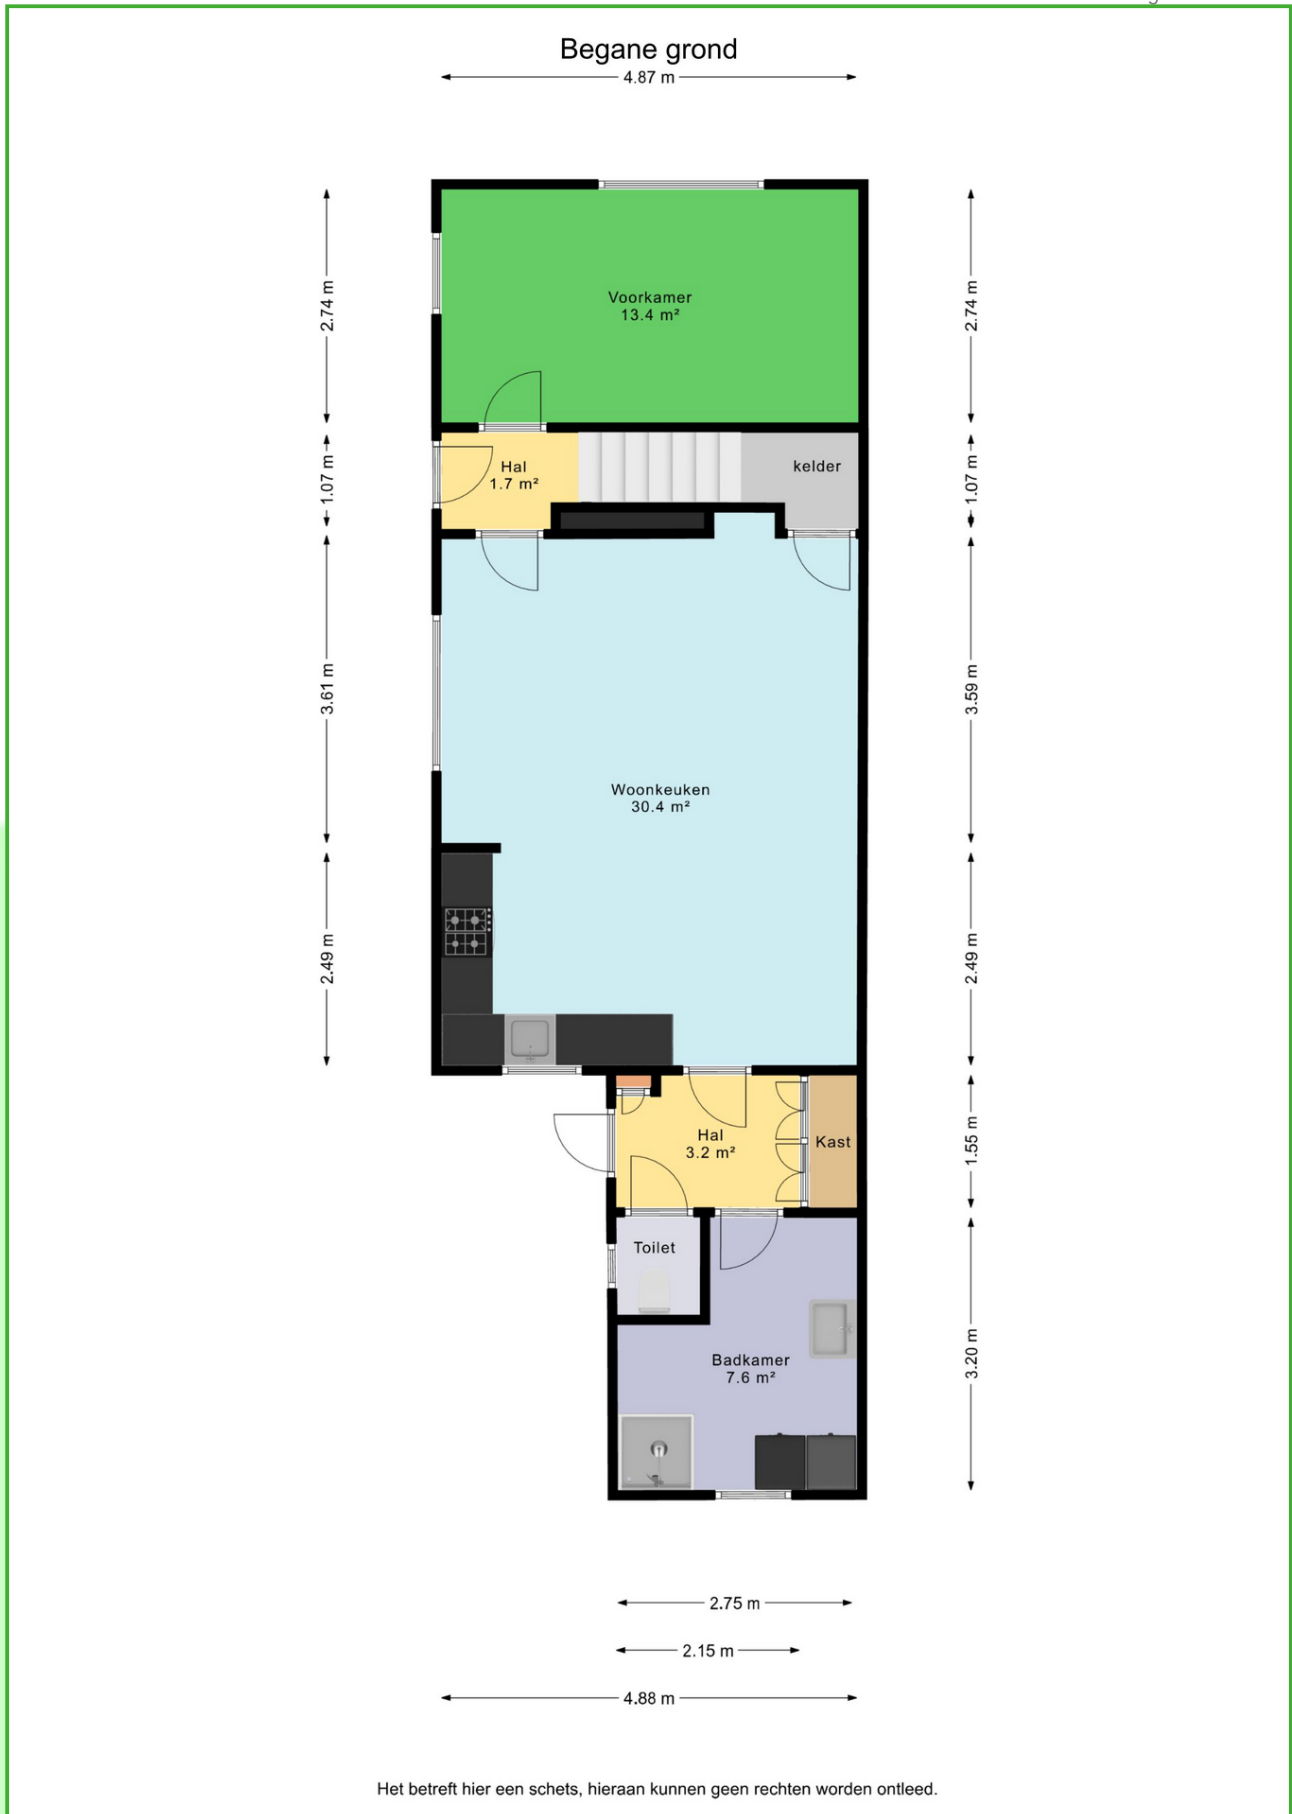 Begane grond
4.87 m
2.74 m
2.74 m
Voorkamer
13.4 m²
1.07 m
Hal
1.7 m²
kelder
1.07 m
3.61 m
3.59 m
Woonkeuken
30.4 m²
2.49 m
2.49 m
Hal
3.2 m²
Kast
1.55 m
Toilet
Badkamer
7.6 m²
3.20 m
2.75 m
2.15 m
4.88 m
Het betreft hier een schets, hieraan kunnen geen rechten worden ontleed.